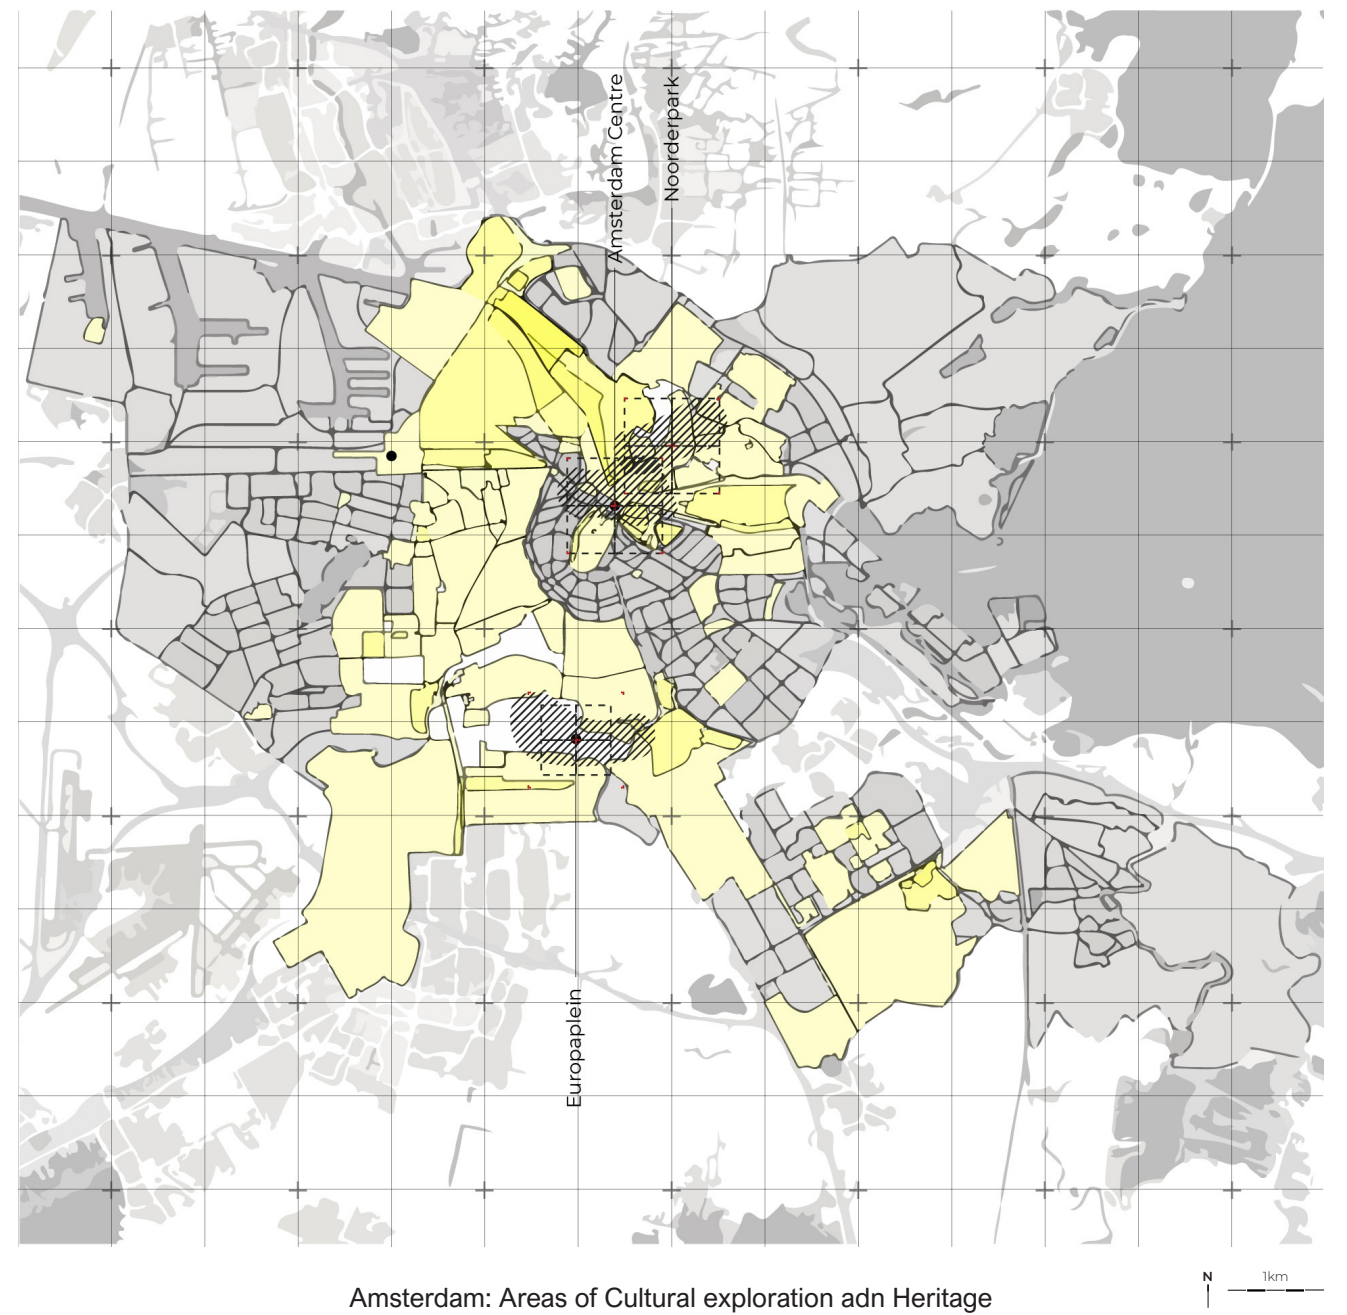 Amsterdam Centre
Noorderpark
Europaplein
N
1km
Amsterdam: Areas of Cultural exploration adn Heritage